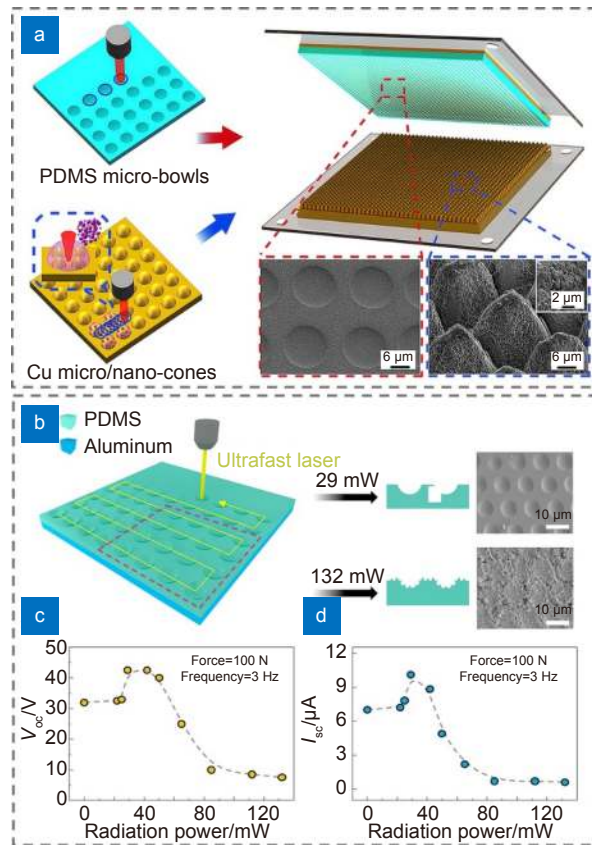 a
PDMS micro-bowls
Cu micro/nano-cones
6 μm
2 μm
6 μm
b
PDMS
Aluminum
Ultrafast laser
29 mW
10 μm
132 mW
10 μm
c
50
40
30
20
10
0
40
80
120
Voc/V
Radiation power/mW
Force=100 N
Frequency=3 Hz
d
12
9
6
3
0
0
40
80
120
Isc/μA
Radiation power/mW
Force=100 N
Frequency=3 Hz